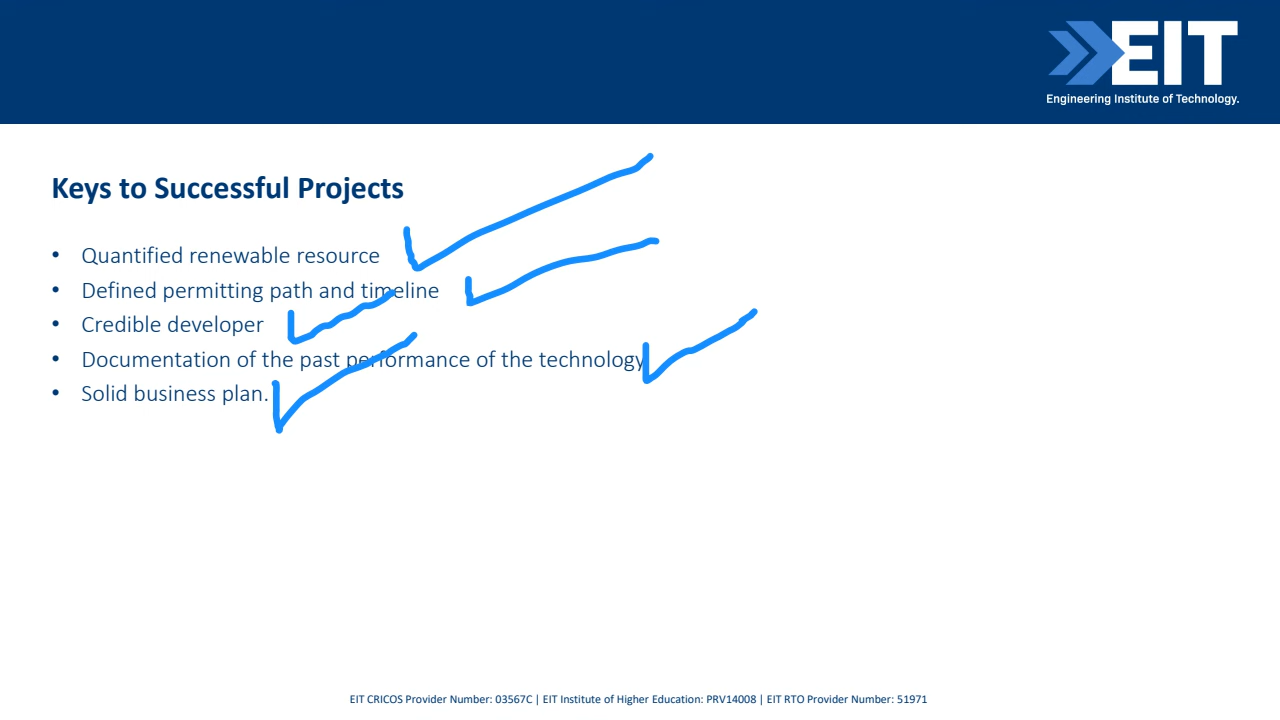 EIT
Engineering Institute of Technology.
Keys to Successful Projects
• Quantified renewable resource
• Defined permitting path and timeline
• Credible developer
• Documentation of the past performance of the technology
• Solid business plan.
EIT CRICOS Provider Number: 03567C | EIT Institute of Higher Education: PRV14008 | EIT RTO Provider Number: 51971